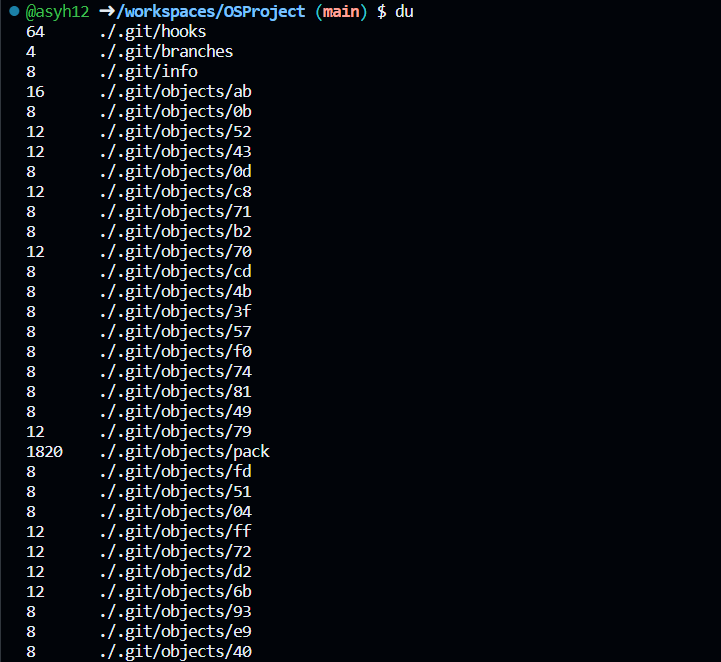 @asyh12 ➜/workspaces/OSProject (main) $ du
64 ./.git/hooks
4 ./.git/branches
8 ./.git/info
16 ./.git/objects/ab
8 ./.git/objects/0b
12 ./.git/objects/52
12 ./.git/objects/43
8 ./.git/objects/0d
12 ./.git/objects/c8
8 ./.git/objects/71
8 ./.git/objects/b2
12 ./.git/objects/70
8 ./.git/objects/cd
8 ./.git/objects/4b
8 ./.git/objects/3f
8 ./.git/objects/57
8 ./.git/objects/f0
8 ./.git/objects/74
8 ./.git/objects/81
8 ./.git/objects/49
12 ./.git/objects/79
1820 ./.git/objects/pack
8 ./.git/objects/fd
8 ./.git/objects/51
8 ./.git/objects/04
12 ./.git/objects/ff
12 ./.git/objects/72
12 ./.git/objects/d2
12 ./.git/objects/6b
8 ./.git/objects/93
8 ./.git/objects/e9
8 ./.git/objects/40